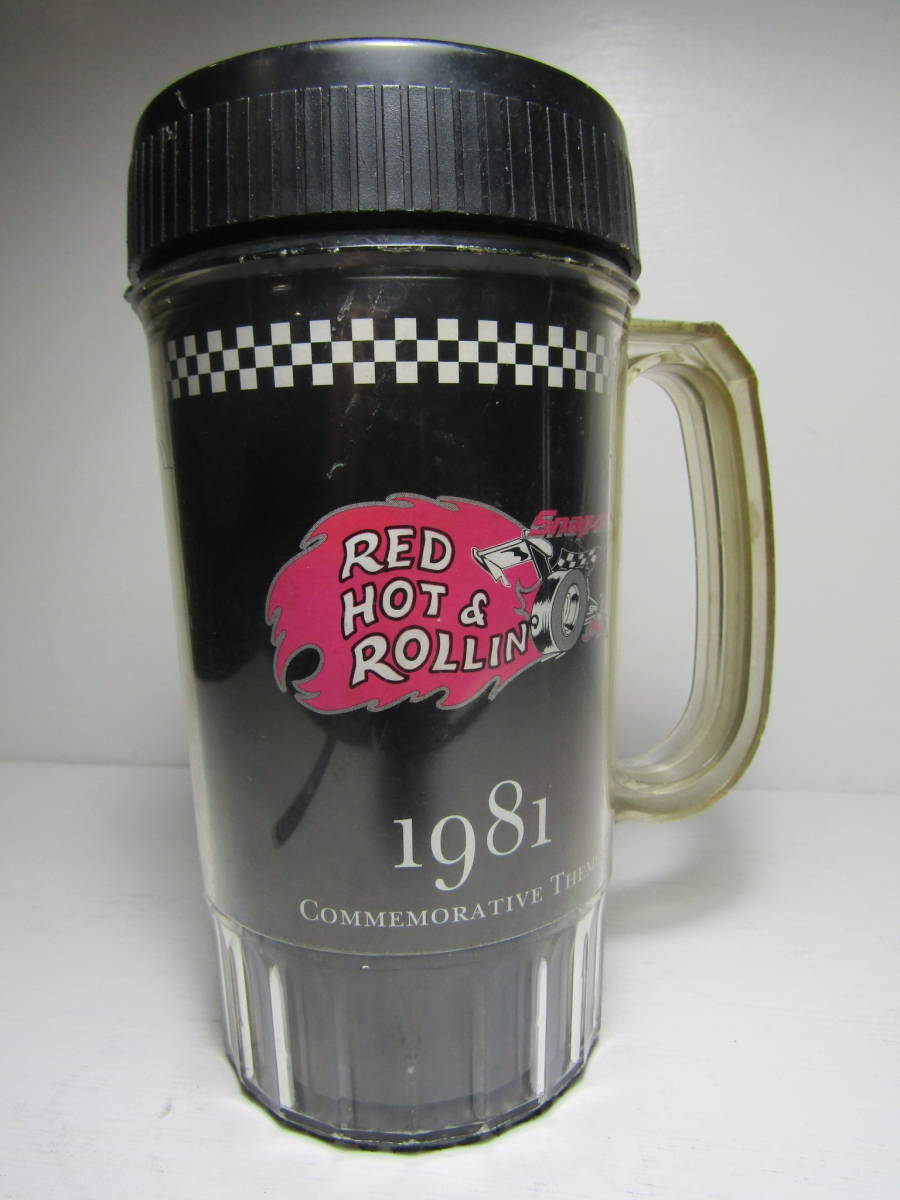 RED
HOT &
ROLLIN'
1981
COMMEMORATIVE